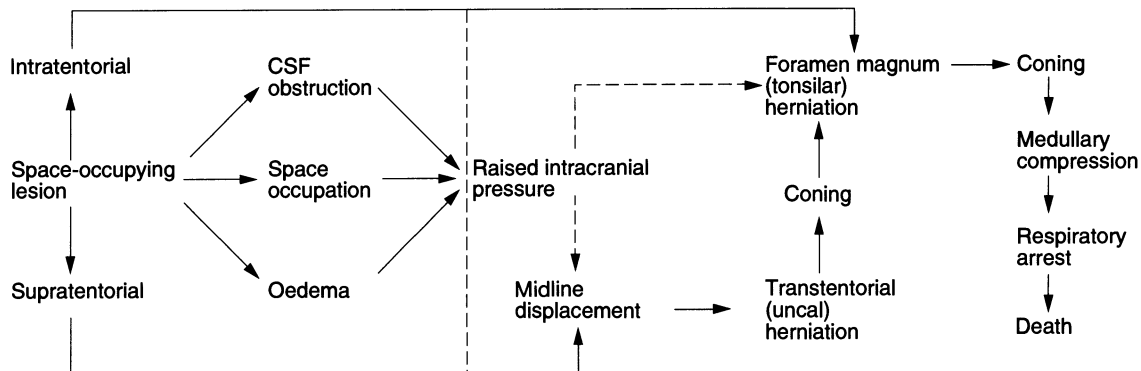 Intratentorial
CSF
obstruction
Foramen magnum
(tonsilar)
herniation
Coning
Space-occupying
lesion
Space
occupation
Raised intracranial
pressure
Coning
Medullary
compression
Respiratory
arrest
Supratentorial
Oedema
Midline
displacement
Transtentorial
(uncal)
herniation
Death